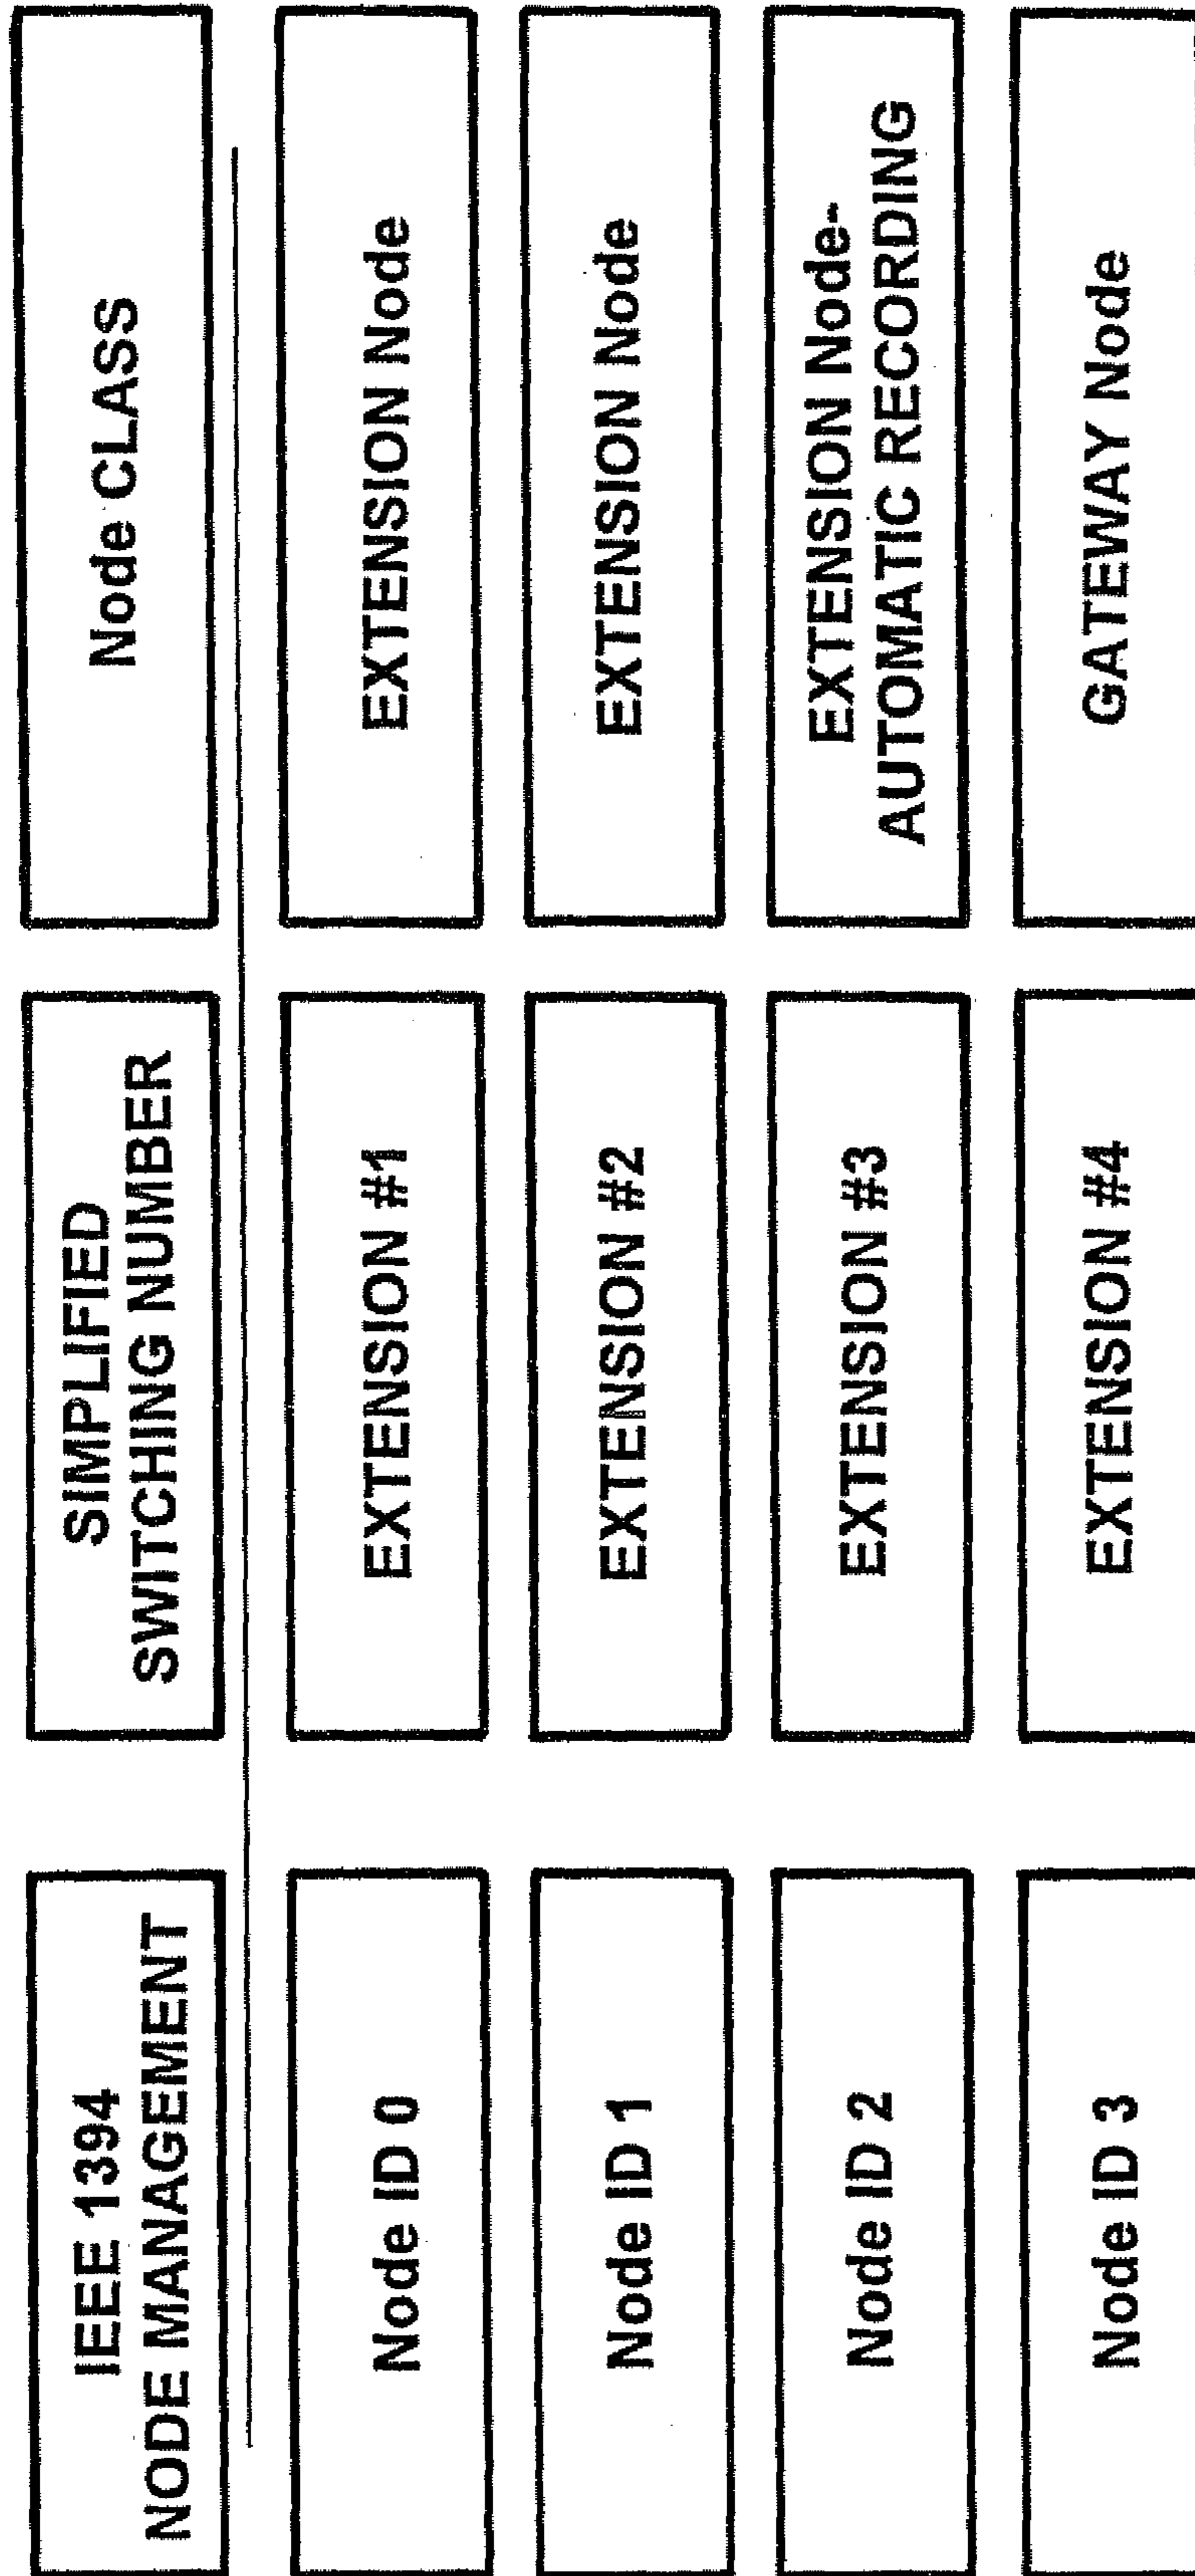 IEEE 1394
NODE MANAGEMENT
SIMPLIFIED
SWITCHING NUMBER
Node CLASS
Node ID 0
EXTENSION #1
EXTENSION Node
Node ID 1
EXTENSION #2
EXTENSION Node
Node ID 2
EXTENSION #3
EXTENSION Node-
AUTOMATIC RECORDING
Node ID 3
EXTENSION #4
GATEWAY Node